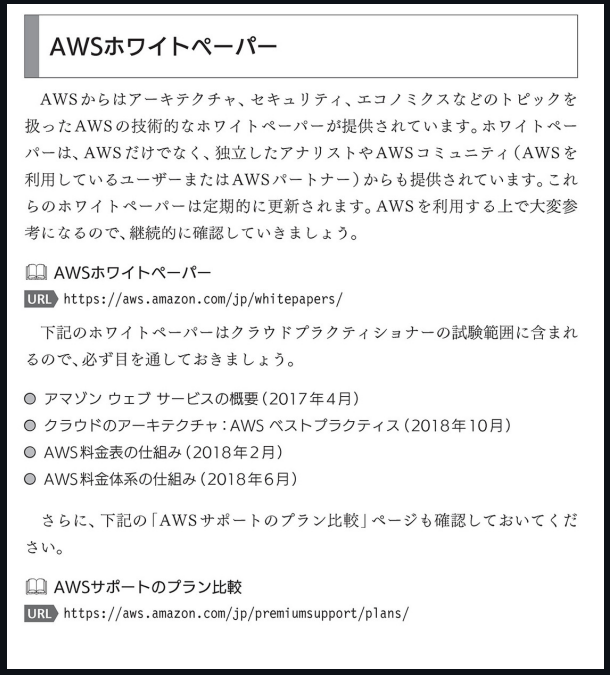 AWSホワイトペーパー
AWSからはアーキテクチャ、セキュリティ、エコノミクスなどのトピックを
扱ったAWSの技術的なホワイトペーパーが提供されています。ホワイトペー
パーは、AWSだけでなく、独立したアナリストやAWSコミュニティ（AWSを
利用しているユーザーまたはAWSパートナー）からも提供されています。これ
らのホワイトペーパーは定期的に更新されます。AWSを利用する上で大変参
考になるので、継続的に確認していきましょう。
AWSホワイトペーパー
URL https://aws.amazon.com/jp/whitepapers/
下記のホワイトペーパーはクラウドプラクティショナーの試験範囲に含まれ
るので、必ず目を通しておきましょう。
アマゾン ウェブ サービスの概要（2017年4月）
クラウドのアーキテクチャ：AWS ベストプラクティス（2018年10月）
AWS料金表の仕組み（2018年2月）
AWS料金体系の仕組み（2018年6月）
さらに、下記の「AWSサポートのプラン比較」ページも確認しておいてくだ
さい。
AWSサポートのプラン比較
URL https://aws.amazon.com/jp/premiumsupport/plans/